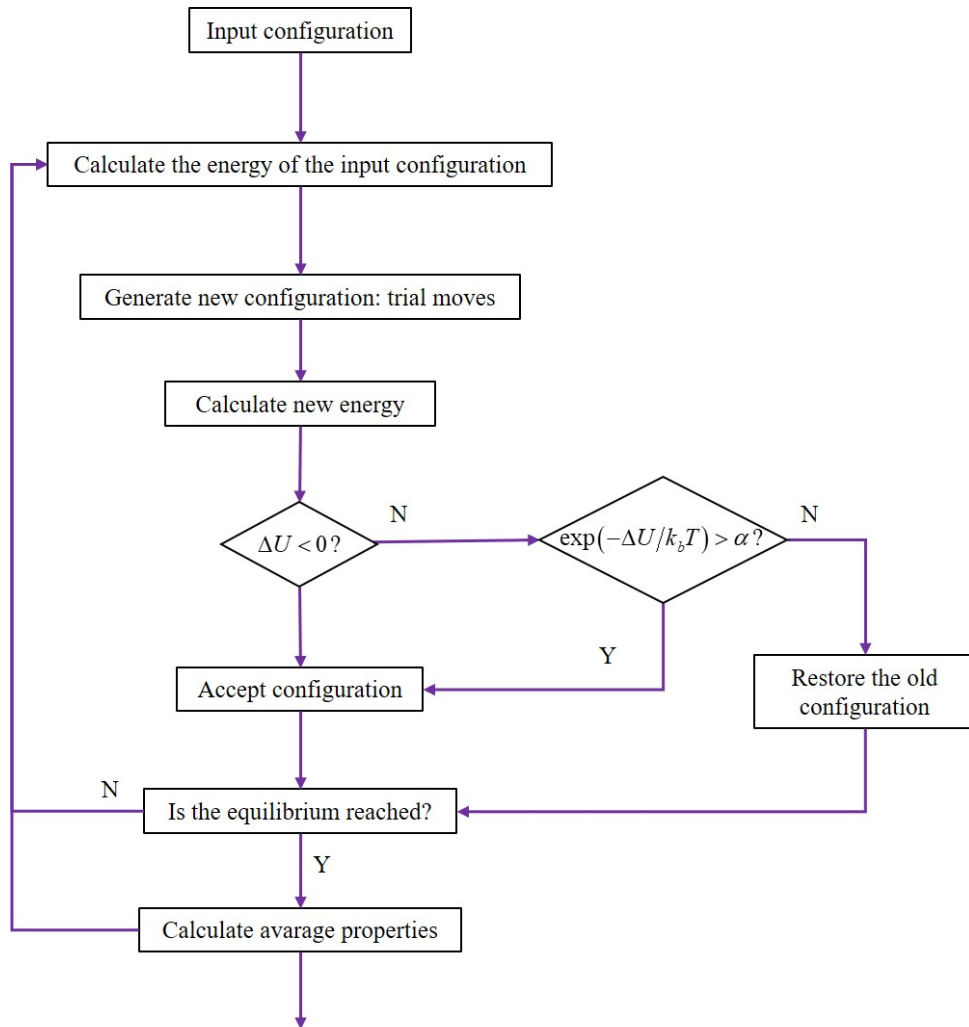 Input configuration
Calculate the energy of the input configuration
Generate new configuration: trial moves
Calculate new energy
N
N
ΔU < 0?
exp(−ΔU/k_bT) > α?
Y
Accept configuration
Restore the old
configuration
N
Is the equilibrium reached?
Y
Calculate avarage properties